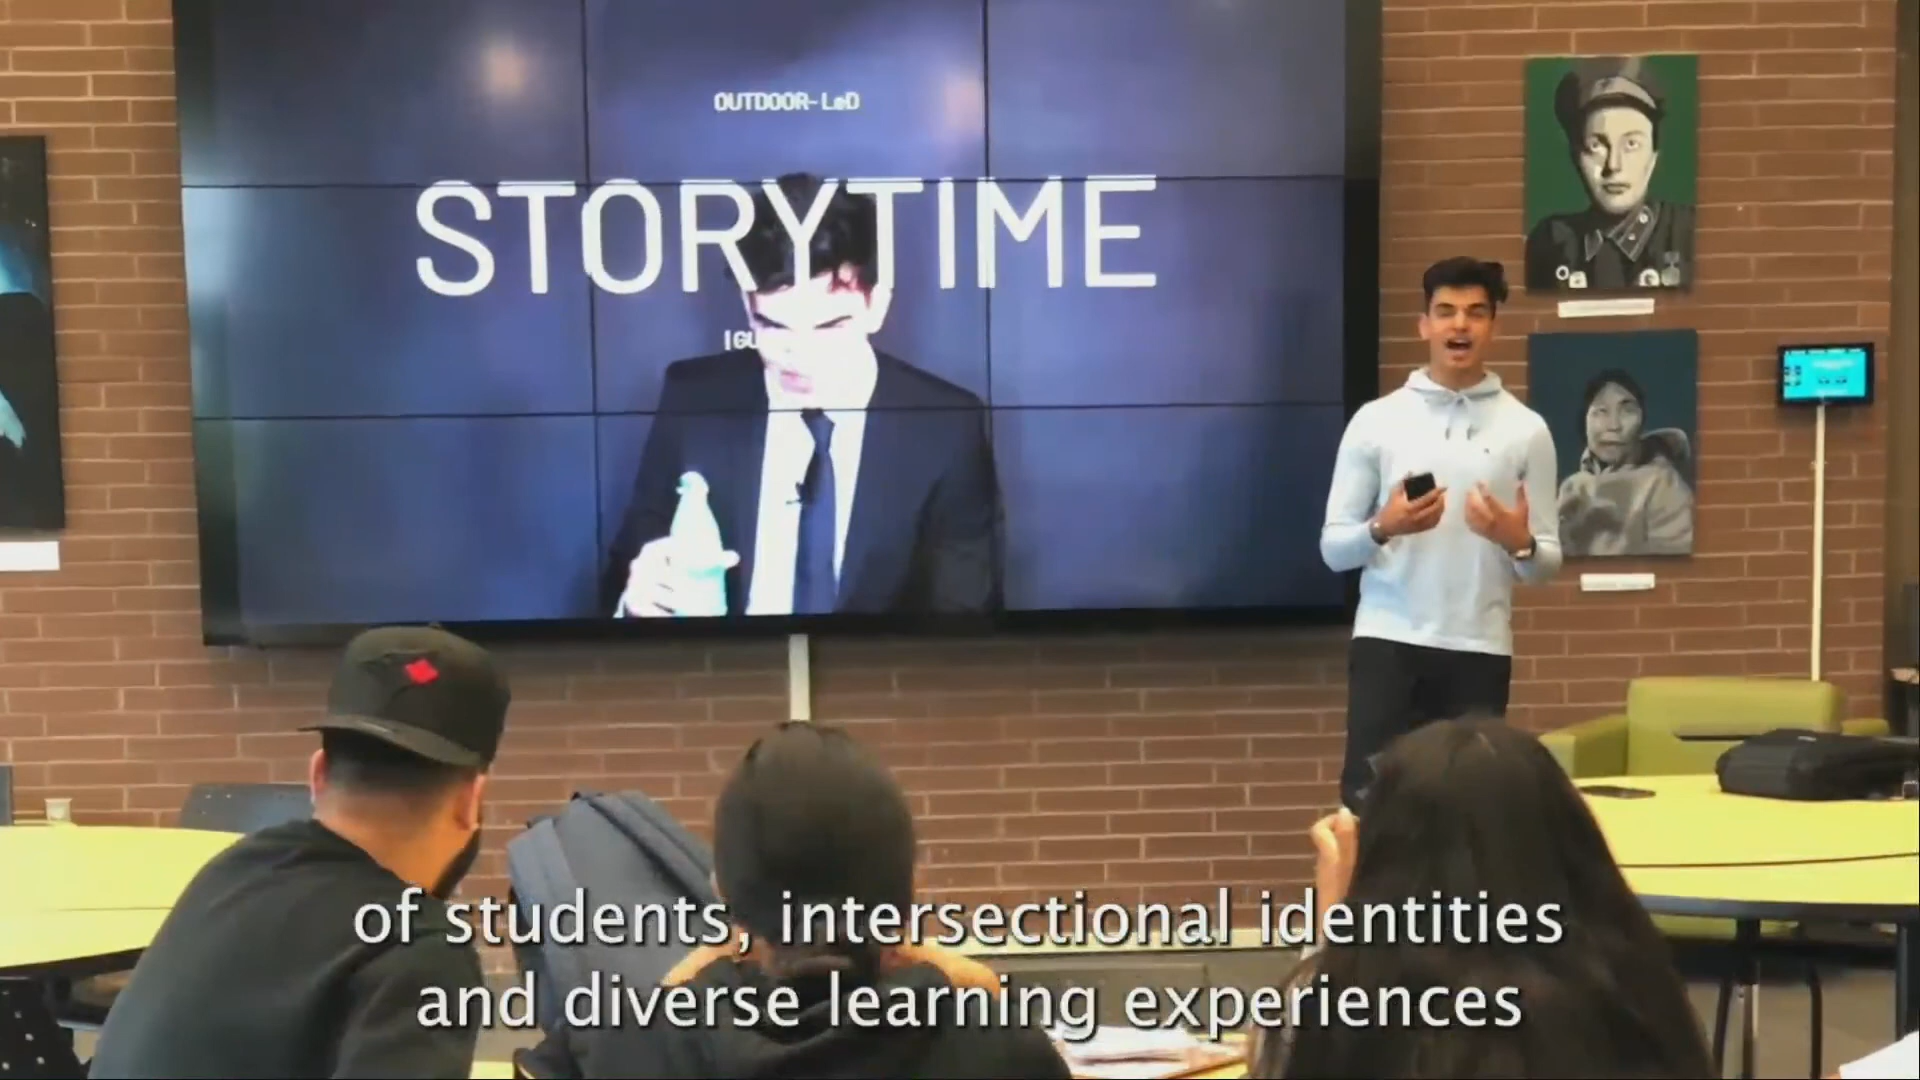 OUTDOOR-LeD
STORYTIME
of students, intersectional identities
and diverse learning experiences